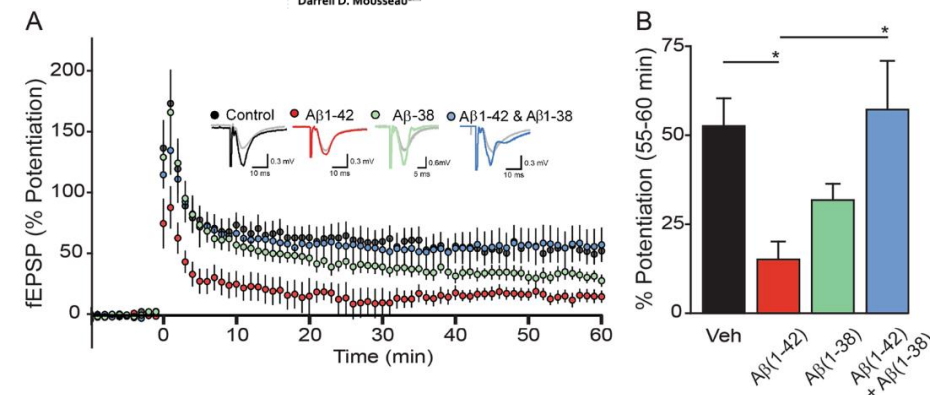 Darrell D. Mousseau
A
fEPSP (% Potentiation)
200
150
100
50
0
Control
Aβ1-42
Aβ-38
Aβ1-42 & Aβ1-38
0.3 mV
10 ms
0.3 mV
10 ms
0.6mV
5 ms
0.3 mV
10 ms
0
10
20
30
40
50
60
Time (min)
B
% Potentiation (55-60 min)
75
50
25
0
*
*
Veh
Aβ(1-42)
Aβ(1-38)
Aβ(1-42)
+ Aβ(1-38)